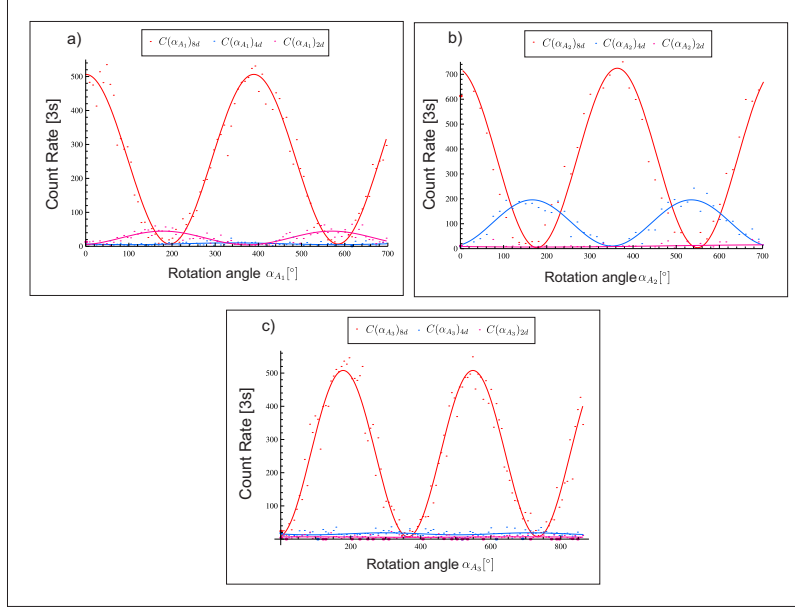 a)
· C(α_{A_1})_{8d} · C(α_{A_1})_{4d} · C(α_{A_1})_{2d}
Count Rate [3s]
500
400
300
200
100
0
0 100 200 300 400 500 600 700
Rotation angle α_{A_1}[°]
b)
· C(α_{A_2})_{8d} · C(α_{A_2})_{4d} · C(α_{A_2})_{2d}
Count Rate [3s]
700
600
500
400
300
200
100
0
0 100 200 300 400 500 600 700
Rotation angle α_{A_2}[°]
c)
· C(α_{A_3})_{8d} · C(α_{A_3})_{4d} · C(α_{A_3})_{2d}
Count Rate [3s]
500
400
300
200
100
200 400 600 800
Rotation angle α_{A_3}[°]